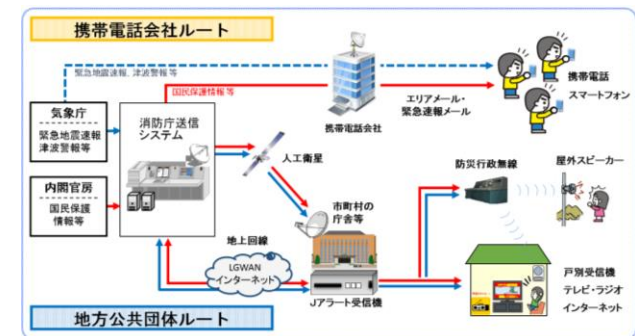 携帯電話会社ルート
緊急地震速報、津波警報等
国民保護情報等
気象庁
緊急地震速報
津波警報等
消防庁送信
システム
携帯電話会社
エリアメール・
緊急速報メール
携帯電話
スマートフォン
内閣官房
国民保護
情報等
人工衛星
市町村の
庁舎等
防災行政無線
屋外スピーカー
地上回線
LGWAN
インターネット
Jアラート受信機
戸別受信機
テレビ・ラジオ
インターネット
地方公共団体ルート